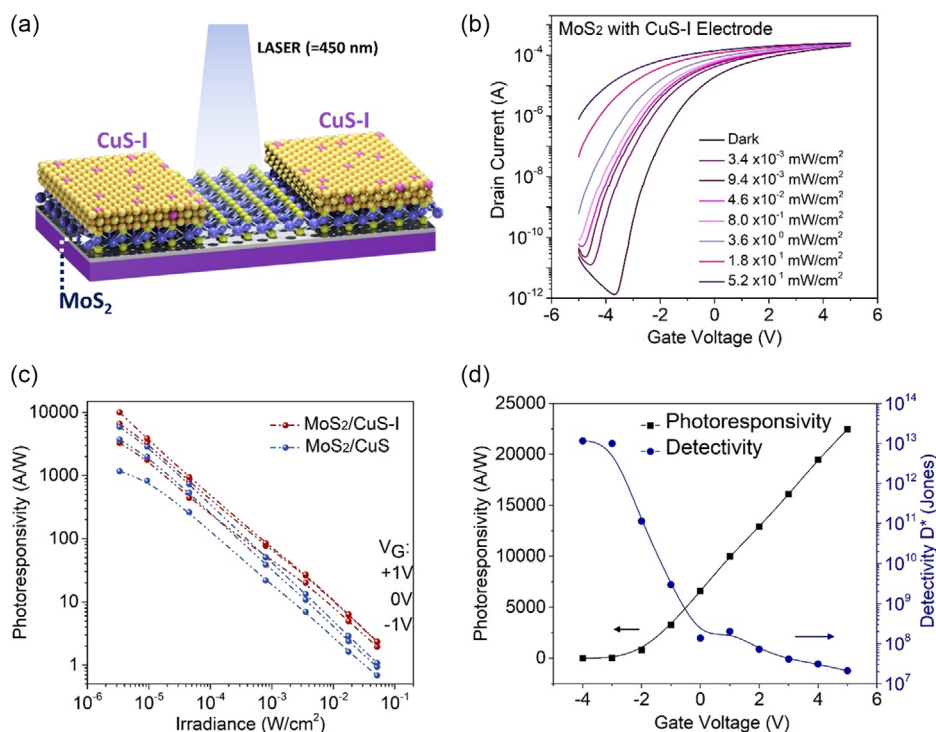 (a)
LASER (=450 nm)
CuS-I
CuS-I
MoS₂
(b)
MoS₂ with CuS-I Electrode
Drain Current (A)
10⁻⁴
10⁻⁶
10⁻⁸
10⁻¹⁰
10⁻¹²
Dark
3.4 x10⁻³ mW/cm²
9.4 x10⁻³ mW/cm²
4.6 x10⁻² mW/cm²
8.0 x10⁻¹ mW/cm²
3.6 x10⁰ mW/cm²
1.8 x10¹ mW/cm²
5.2 x10¹ mW/cm²
-6 -4 -2 0 2 4 6
Gate Voltage (V)
(c)
Photoresponsivity (A/W)
10000
1000
100
10
1
MoS₂/CuS-I
MoS₂/CuS
V_G:
+1V
0V
-1V
10⁻⁶ 10⁻⁵ 10⁻⁴ 10⁻³ 10⁻² 10⁻¹
Irradiance (W/cm²)
(d)
Photoresponsivity (A/W)
25000
20000
15000
10000
5000
0
Photoresponsivity
Detectivity
10¹⁴
10¹³
10¹¹
10¹⁰
10⁹
10⁸
10⁷
Detectivity D* (Jones)
-4 -2 0 2 4 6
Gate Voltage (V)